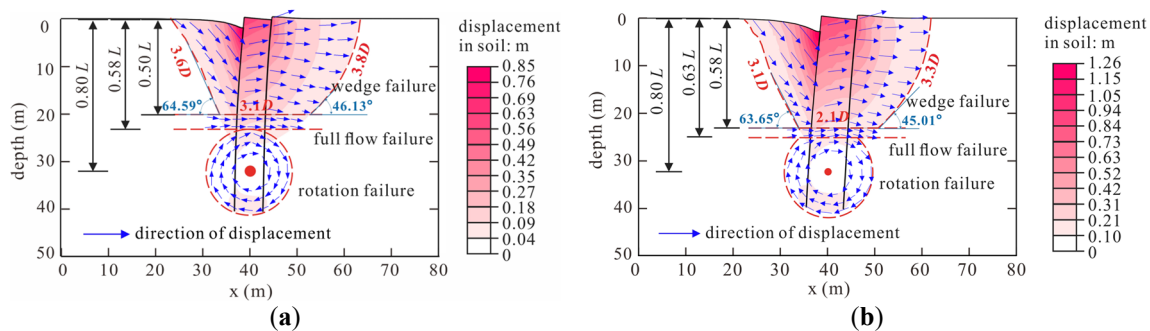 displacement
in soil: m
0.85
0.76
0.69
0.63
0.56
0.49
0.42
0.35
0.27
0.18
0.09
0.04
0
0
10
20
30
40
50
depth (m)
0.80 L
0.58 L
0.50 L
3.6D
3.8D
3.1D
64.59°
46.13°
wedge failure
full flow failure
rotation failure
direction of displacement
0 10 20 30 40 50 60 70 80
x (m)
(a)
displacement
in soil: m
1.26
1.15
1.05
0.94
0.84
0.73
0.63
0.52
0.42
0.31
0.21
0.10
0
0
10
20
30
40
50
depth (m)
0.80 L
0.63 L
0.58 L
3.1D
3.3D
2.1D
63.65°
45.01°
wedge failure
full flow failure
rotation failure
direction of displacement
0 10 20 30 40 50 60 70 80
x (m)
(b)